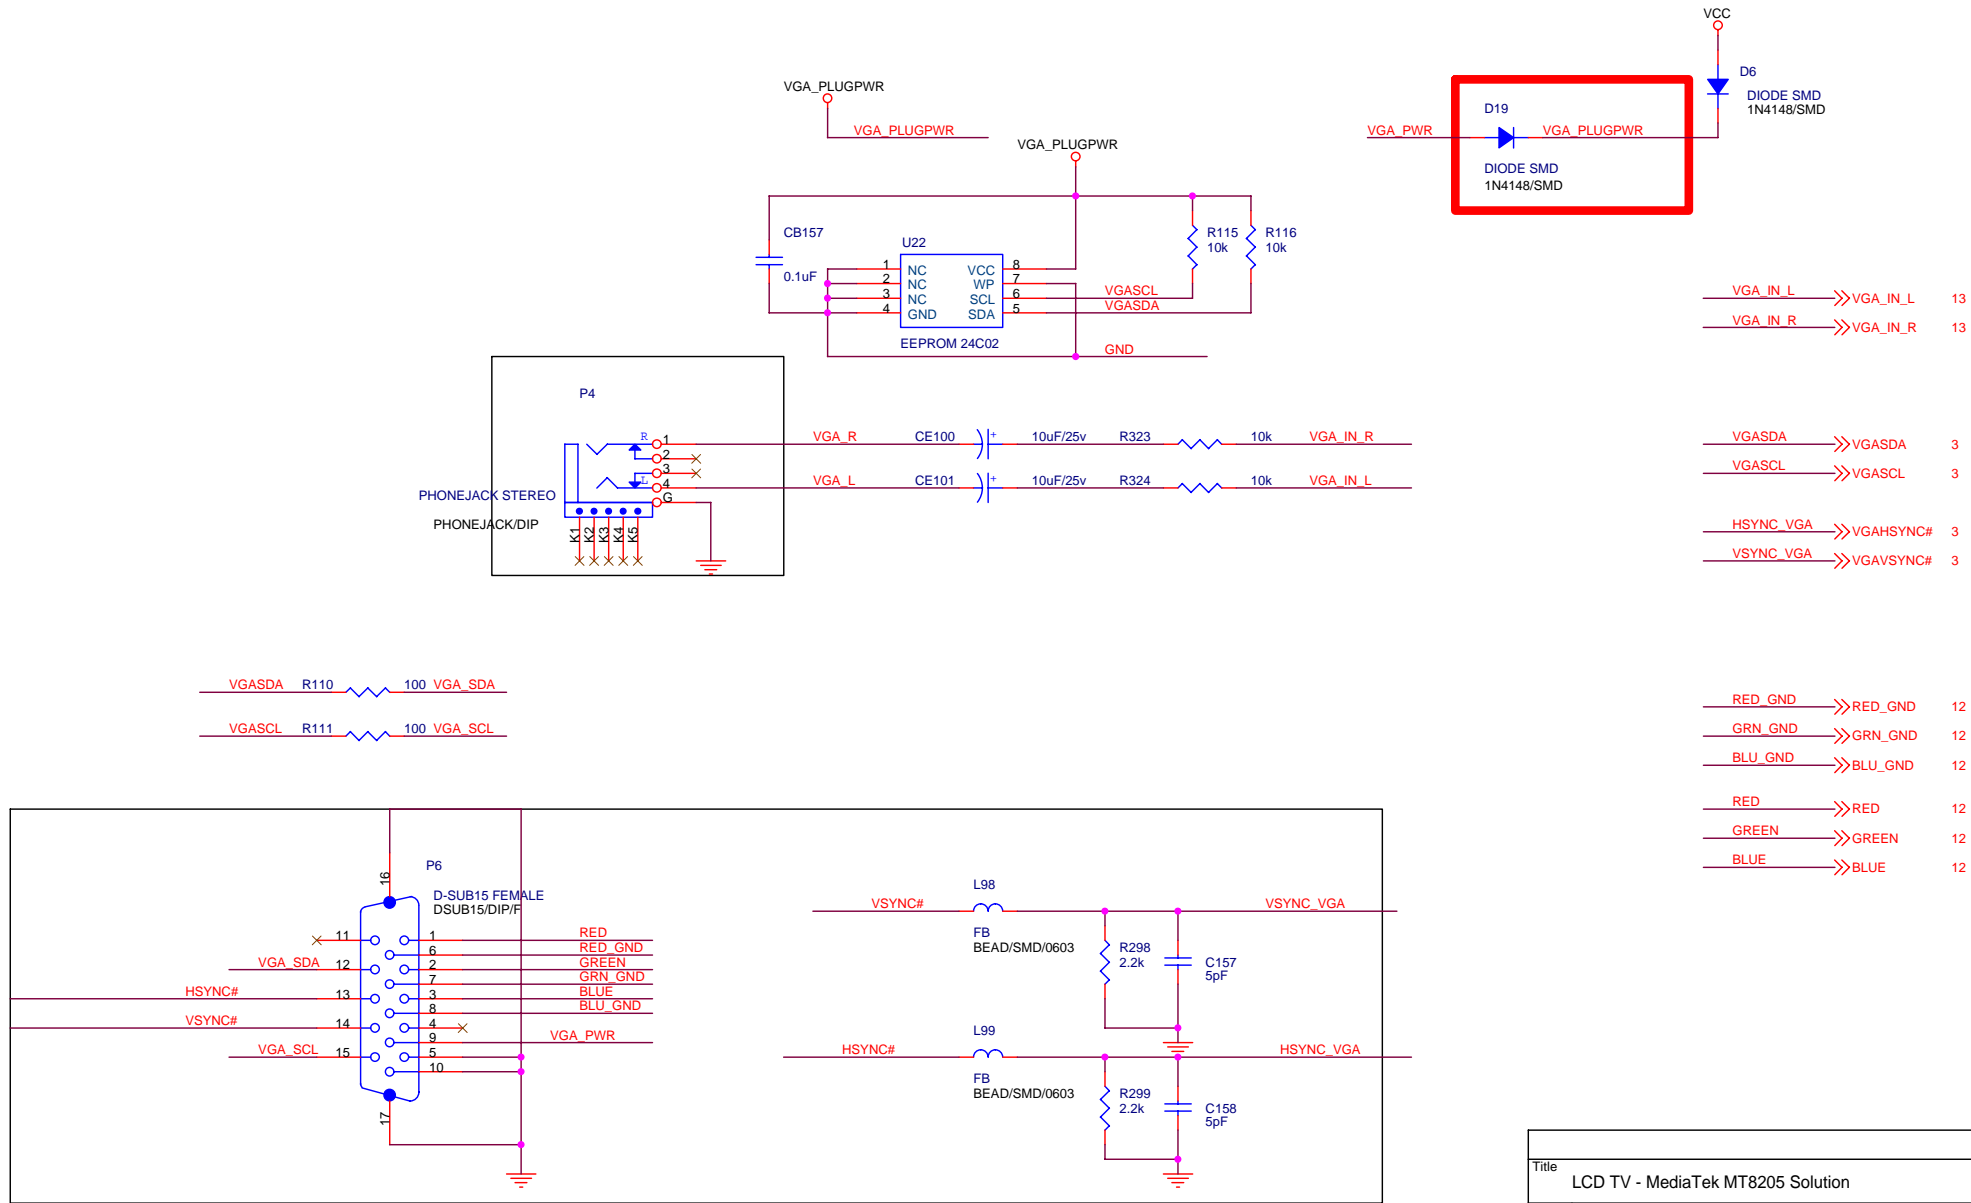 VCC
D6
DIODE SMD
1N4148/SMD
VGA_PLUGPWR
VGA_PLUGPWR
D19
VGA_PWR
VGA_PLUGPWR
DIODE SMD
1N4148/SMD
VGA_PLUGPWR
CB157
0.1uF
U22
1 NC VCC 8
2 NC WP 7
3 NC SCL 6
4 GND SDA 5
EEPROM 24C02
VGASCL
VGASDA
GND
R115
10k
R116
10k
VGA_IN_L VGA_IN_L 13
VGA_IN_R VGA_IN_R 13
P4
R 1
2
3
L 4
G
PHONEJACK STEREO
PHONEJACK/DIP
K1 K2 K3 K4 K5
VGA_R CE100 + 10uF/25v R323 10k VGA_IN_R
VGA_L CE101 + 10uF/25v R324 10k VGA_IN_L
VGASDA VGASDA 3
VGASCL VGASCL 3
HSYNC_VGA VGAHSYNC# 3
VSYNC_VGA VGAVSYNC# 3
VGASDA R110 100 VGA_SDA
VGASCL R111 100 VGA_SCL
RED_GND RED_GND 12
GRN_GND GRN_GND 12
BLU_GND BLU_GND 12
RED RED 12
GREEN GREEN 12
BLUE BLUE 12
P6
D-SUB15 FEMALE
DSUB15/DIP/F
16
11
VGA_SDA 12
HSYNC# 13
VSYNC# 14
VGA_SCL 15
17
1 RED
6 RED_GND
2 GREEN
7 GRN_GND
3 BLUE
8 BLU_GND
4
9 VGA_PWR
5
10
VSYNC# L98 VSYNC_VGA
FB
BEAD/SMD/0603
R298
2.2k
C157
5pF
HSYNC# L99 HSYNC_VGA
FB
BEAD/SMD/0603
R299
2.2k
C158
5pF
Title
LCD TV - MediaTek MT8205 Solution